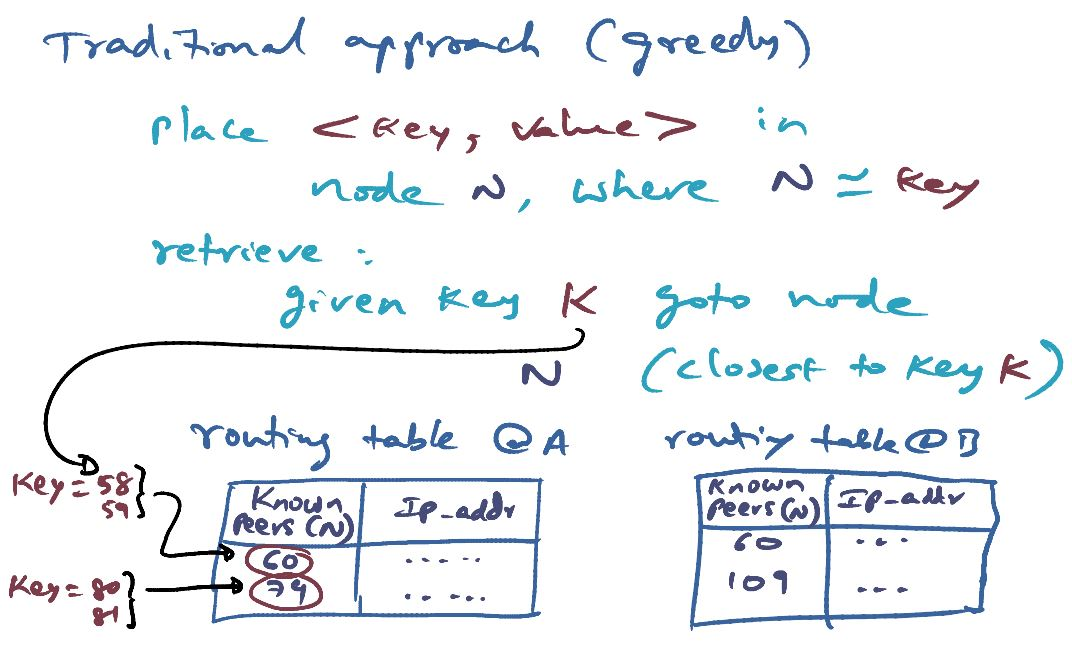 Traditional approach (greedy)
place <key, value> in
node N, where N ≃ key
retrieve :
given key K goto node
N (closest to key K)
routing table @ A
routing table @ B
Key = 58
59
Key = 80
81
Known Peers (N) IP_addr
60 .....
79 .....
Known Peers (N) IP_addr
60 ...
109 ...